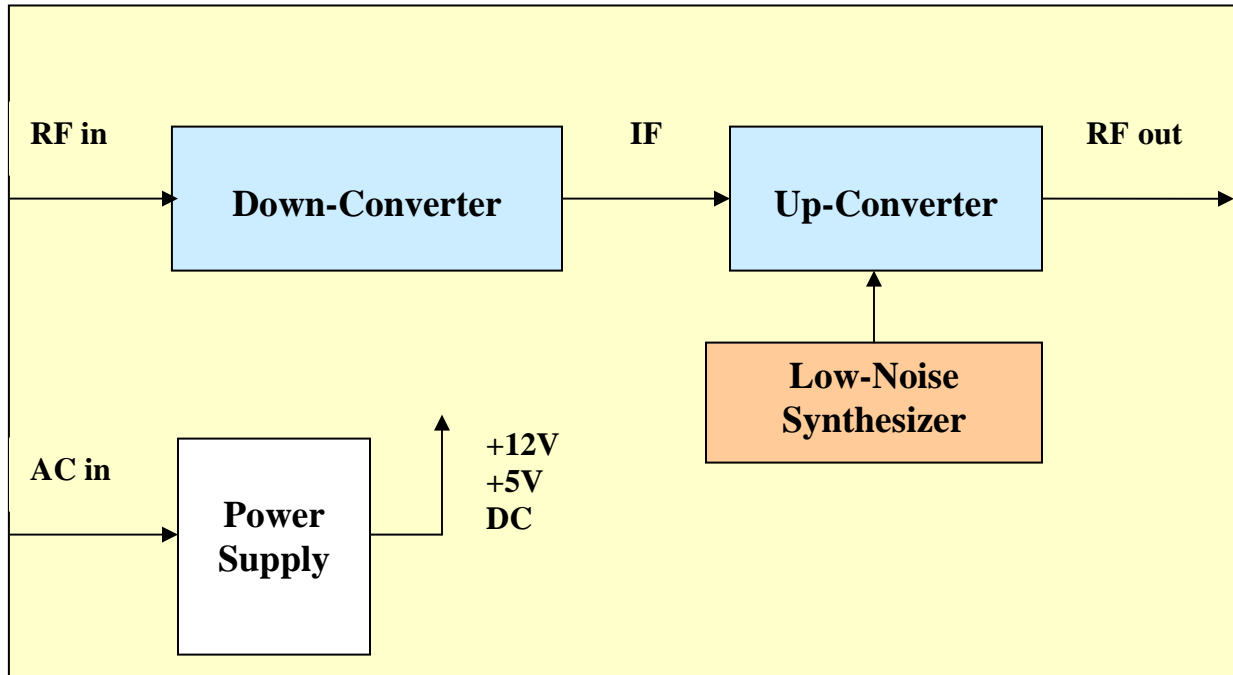 RF in
Down-Converter
IF
Up-Converter
RF out
Low-Noise
Synthesizer
AC in
Power
Supply
+12V
+5V
DC